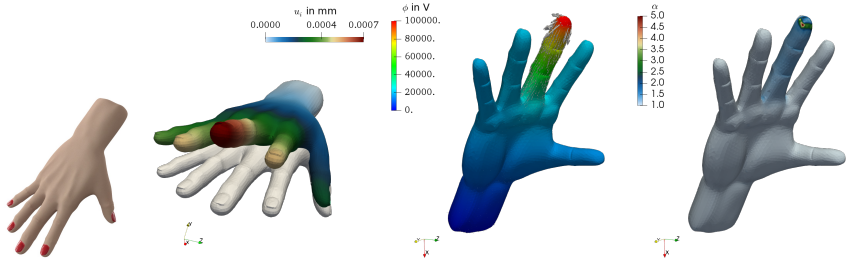 u_i in mm
0.0000 0.0004 0.0007
ϕ in V
100000.
80000.
60000.
40000.
20000.
0.
α
5.0
4.5
4.0
3.5
3.0
2.5
2.0
1.5
1.0
Y
X
Z
Y
Z
X
Y
Z
X